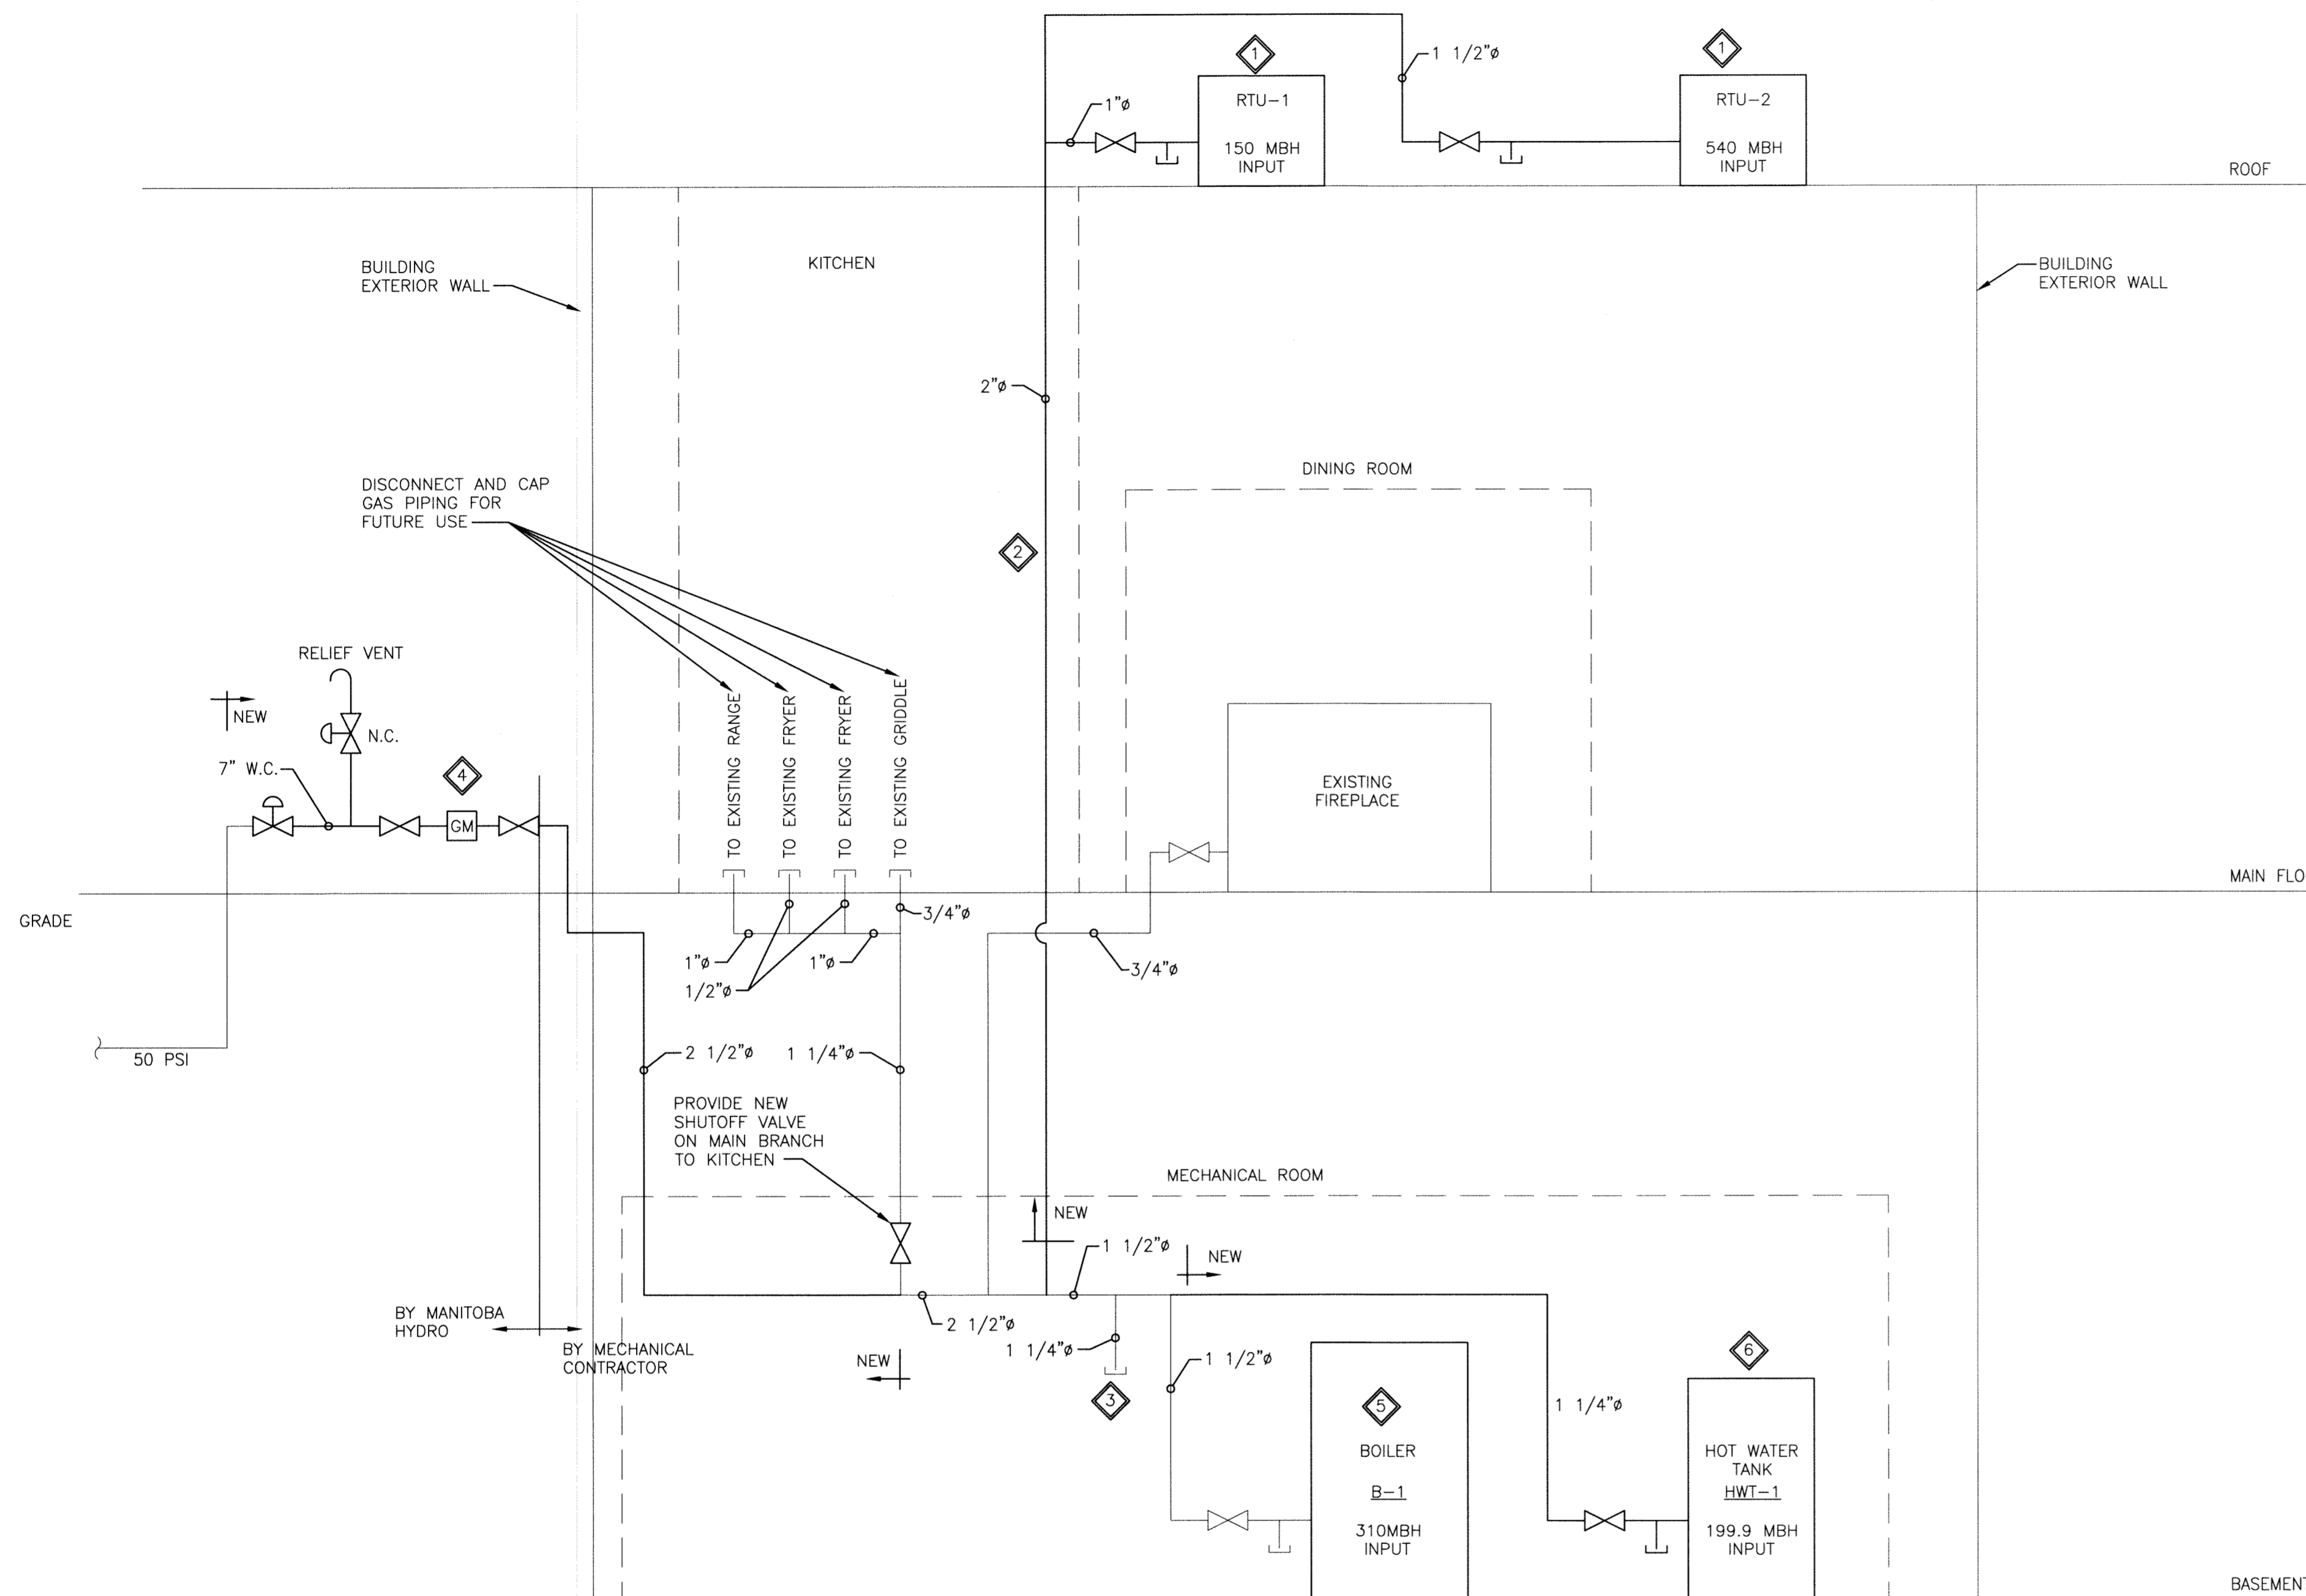 1
1
1 1/2"ø
RTU-1
RTU-2
1"ø
150 MBH
INPUT
540 MBH
INPUT
ROOF
BUILDING
EXTERIOR WALL
KITCHEN
BUILDING
EXTERIOR WALL
2"ø
DINING ROOM
DISCONNECT AND CAP
GAS PIPING FOR
FUTURE USE
2
RELIEF VENT
NEW
N.C.
7" W.C.
4
GM
TO EXISTING RANGE
TO EXISTING FRYER
TO EXISTING FRYER
TO EXISTING GRIDDLE
EXISTING
FIREPLACE
MAIN FLO
GRADE
3/4"ø
1"ø
1"ø
1/2"ø
3/4"ø
50 PSI
2 1/2"ø
1 1/4"ø
PROVIDE NEW
SHUTOFF VALVE
ON MAIN BRANCH
TO KITCHEN
MECHANICAL ROOM
NEW
1 1/2"ø
NEW
BY MANITOBA
HYDRO
2 1/2"ø
BY MECHANICAL
CONTRACTOR
NEW
1 1/4"ø
1 1/2"ø
3
5
6
1 1/4"ø
BOILER
B-1
310MBH
INPUT
HOT WATER
TANK
HWT-1
199.9 MBH
INPUT
BASEMENT